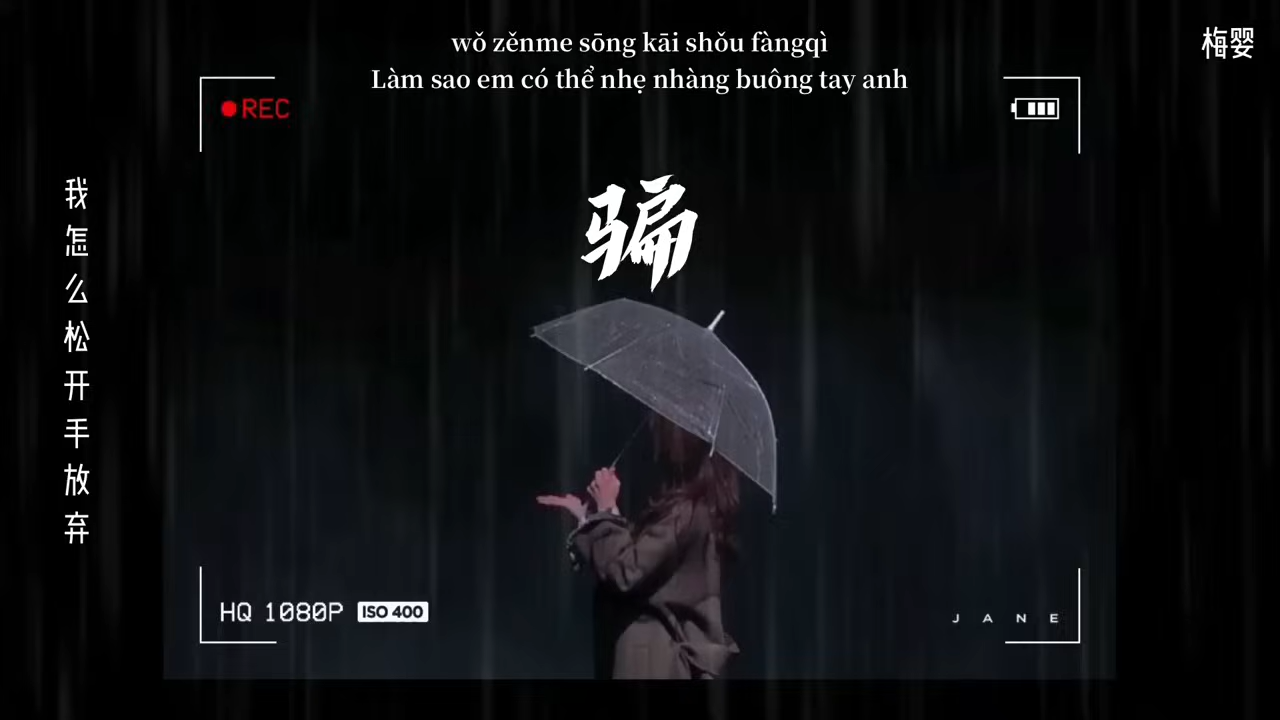 wǒ zěnme sōng kāi shǒu fàngqì
Làm sao em có thể nhẹ nhàng buông tay anh
梅婴
REC
骗
我怎么松开手放弃
HQ 1080P ISO 400
JANE